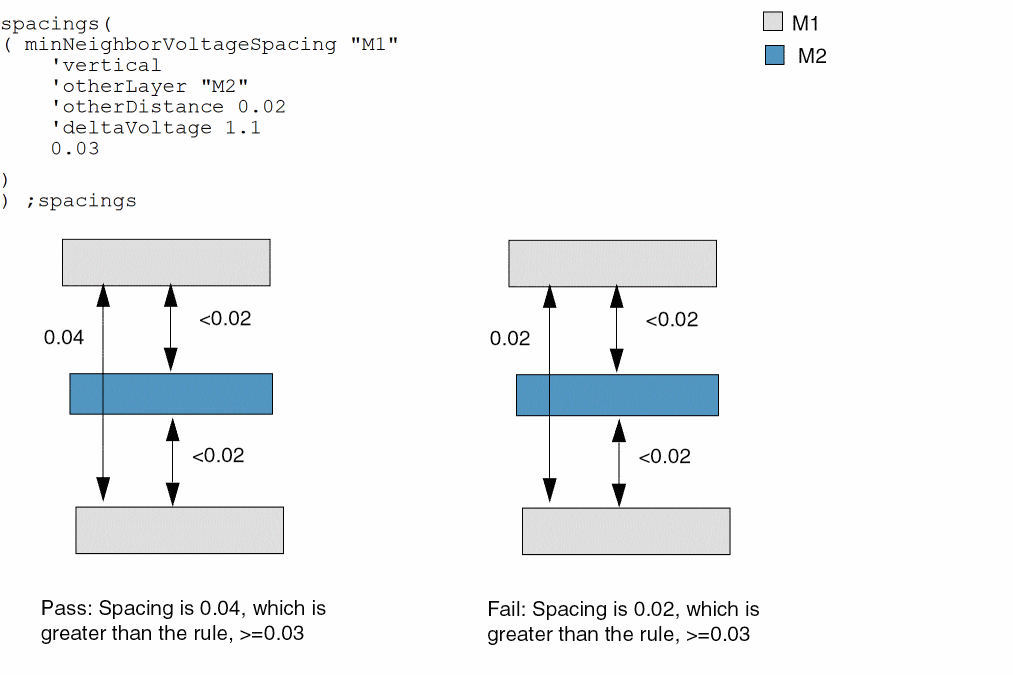 spacings(
( minNeighborVoltageSpacing "M1"
'vertical
'otherLayer "M2"
'otherDistance 0.02
'deltaVoltage 1.1
0.03
)
) ;spacings
M1
M2
0.04
<0.02
<0.02
0.02
<0.02
<0.02
Pass: Spacing is 0.04, which is
greater than the rule, >=0.03
Fail: Spacing is 0.02, which is
greater than the rule, >=0.03